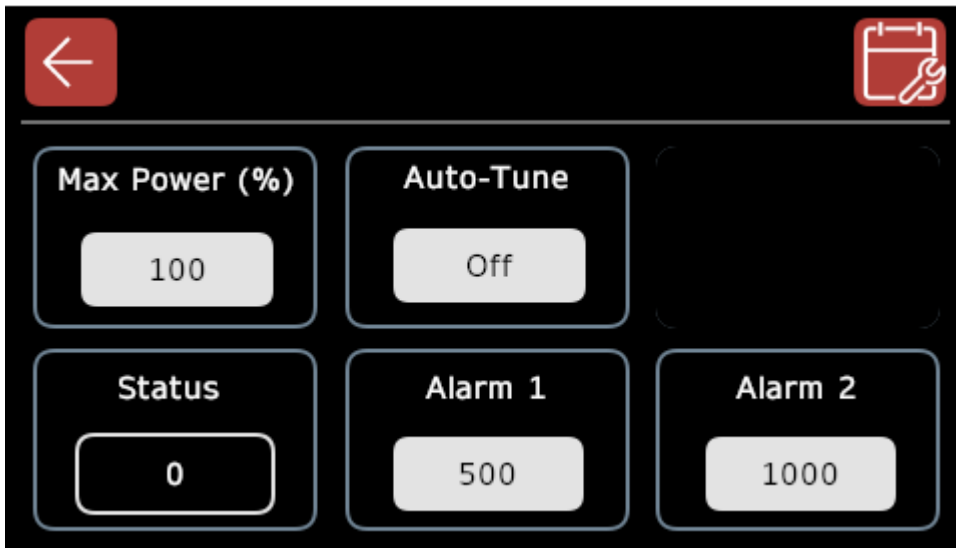 Max Power (%)
Auto-Tune
100
Off
Status
Alarm 1
Alarm 2
0
500
1000